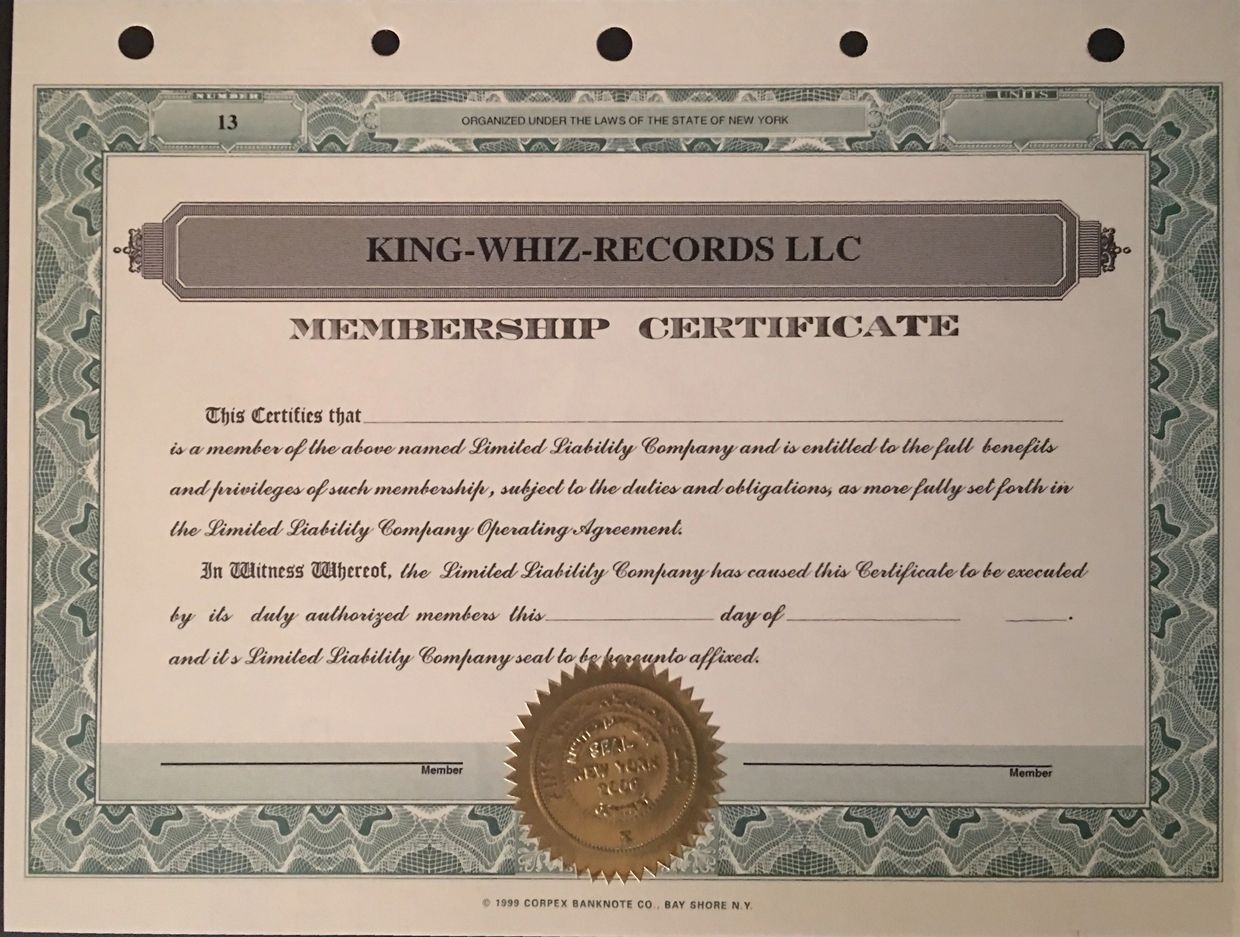 NUMBER
13
ORGANIZED UNDER THE LAWS OF THE STATE OF NEW YORK
UNITS
KING-WHIZ-RECORDS LLC
MEMBERSHIP CERTIFICATE
This Certifies that
is a member of the above named Limited Liability Company and is entitled to the full benefits
and privileges of such membership, subject to the duties and obligations, as more fully set forth in
the Limited Liability Company Operating Agreement.
In Witness Whereof, the Limited Liability Company has caused this Certificate to be executed
by its duly authorized members this day of .
and it s Limited Liability Company seal to be hereunto affixed.
SEAL
NEW YORK
Member
Member
© 1999 CORPEX BANKNOTE CO., BAY SHORE N.Y.